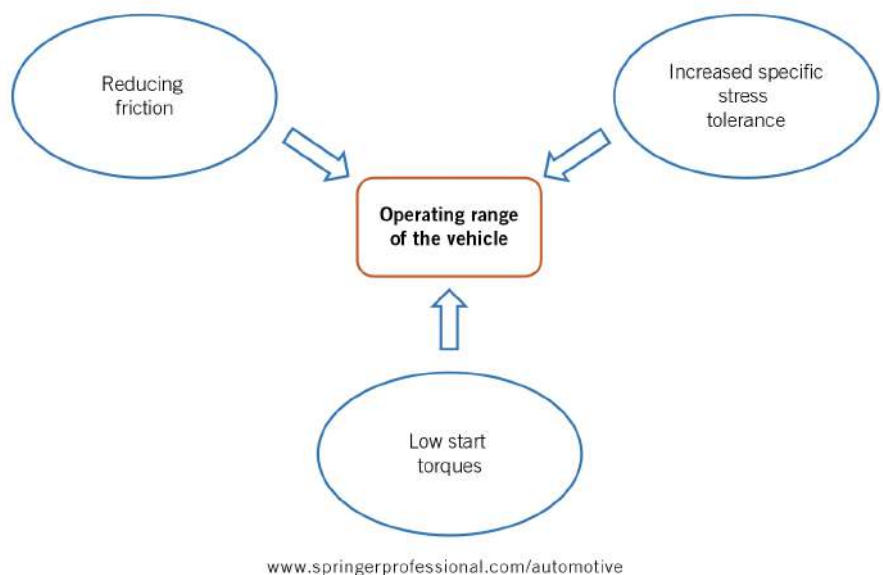 Reducing
friction
Increased specific
stress
tolerance
Operating range
of the vehicle
Low start
torques
www.springerprofessional.com/automotive